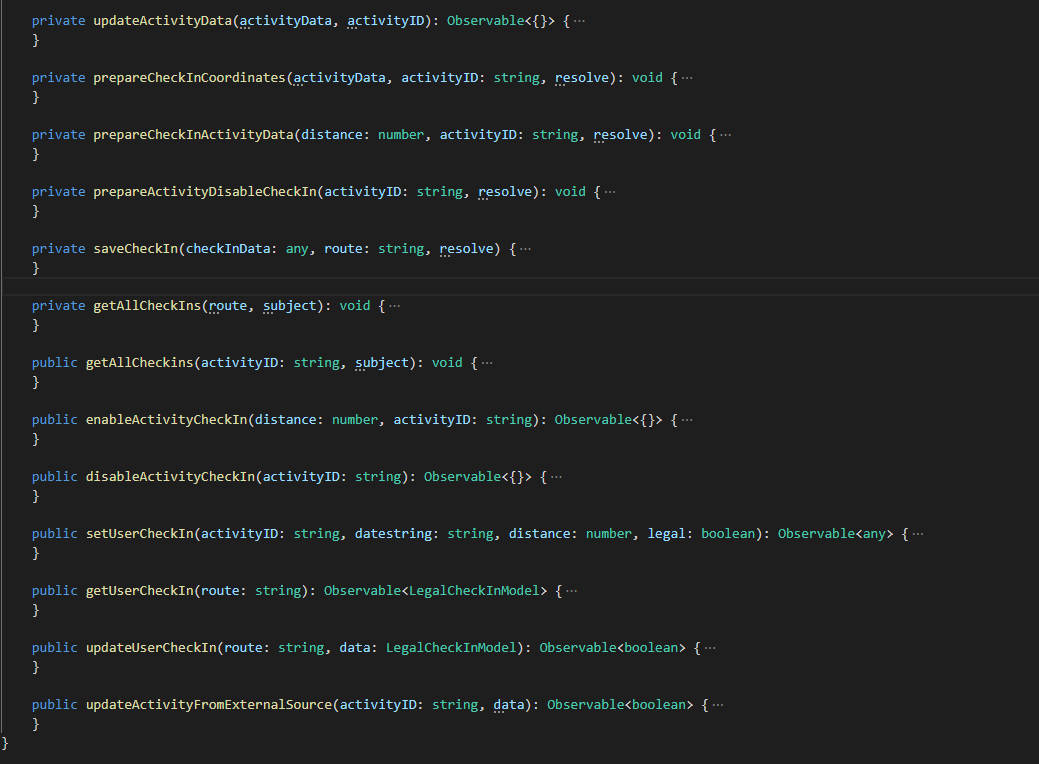 private updateActivityData(activityData, activityID): Observable<{}> {···
}
private prepareCheckInCoordinates(activityData, activityID: string, resolve): void {···
}
private prepareCheckInActivityData(distance: number, activityID: string, resolve): void {···
}
private prepareActivityDisableCheckIn(activityID: string, resolve): void {···
}
private saveCheckIn(checkInData: any, route: string, resolve) {···
}
private getAllCheckIns(route, subject): void {···
}
public getAllCheckins(activityID: string, subject): void {···
}
public enableActivityCheckIn(distance: number, activityID: string): Observable<{}> {···
}
public disableActivityCheckIn(activityID: string): Observable<{}> {···
}
public setUserCheckIn(activityID: string, datestring: string, distance: number, legal: boolean): Observable<any> {···
}
public getUserCheckIn(route: string): Observable<LegalCheckInModel> {···
}
public updateUserCheckIn(route: string, data: LegalCheckInModel): Observable<boolean> {···
}
public updateActivityFromExternalSource(activityID: string, data): Observable<boolean> {···
}
}